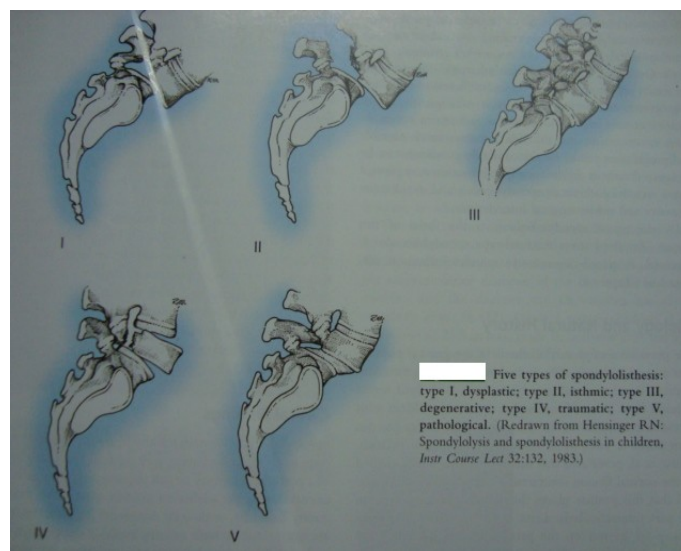 I
II
III
IV
V
Five types of spondylolisthesis:
type I, dysplastic; type II, isthmic; type III,
degenerative; type IV, traumatic; type V,
pathological. (Redrawn from Hensinger RN:
Spondylolysis and spondylolisthesis in children,
Instr Course Lect 32:132, 1983.)